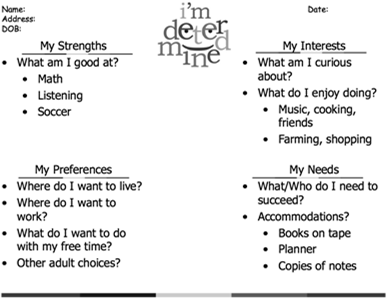 Name:
Address:
DOB:
i'm
determined
Date:
My Strengths
• What am I good at?
• Math
• Listening
• Soccer
My Interests
• What am I curious
about?
• What do I enjoy doing?
• Music, cooking,
friends
• Farming, shopping
My Preferences
• Where do I want to live?
• Where do I want to
work?
• What do I want to do
with my free time?
• Other adult choices?
My Needs
• What/Who do I need to
succeed?
• Accommodations?
• Books on tape
• Planner
• Copies of notes